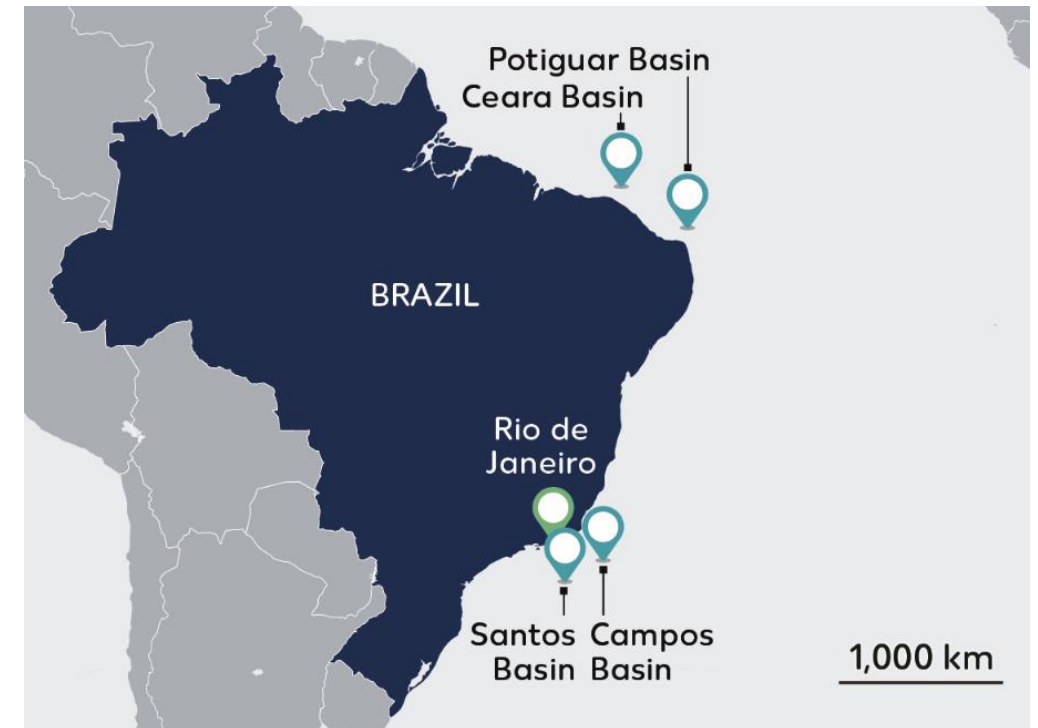 Potiguar Basin
Ceara Basin
BRAZIL
Rio de
Janeiro
Santos Campos
Basin Basin
1,000 km